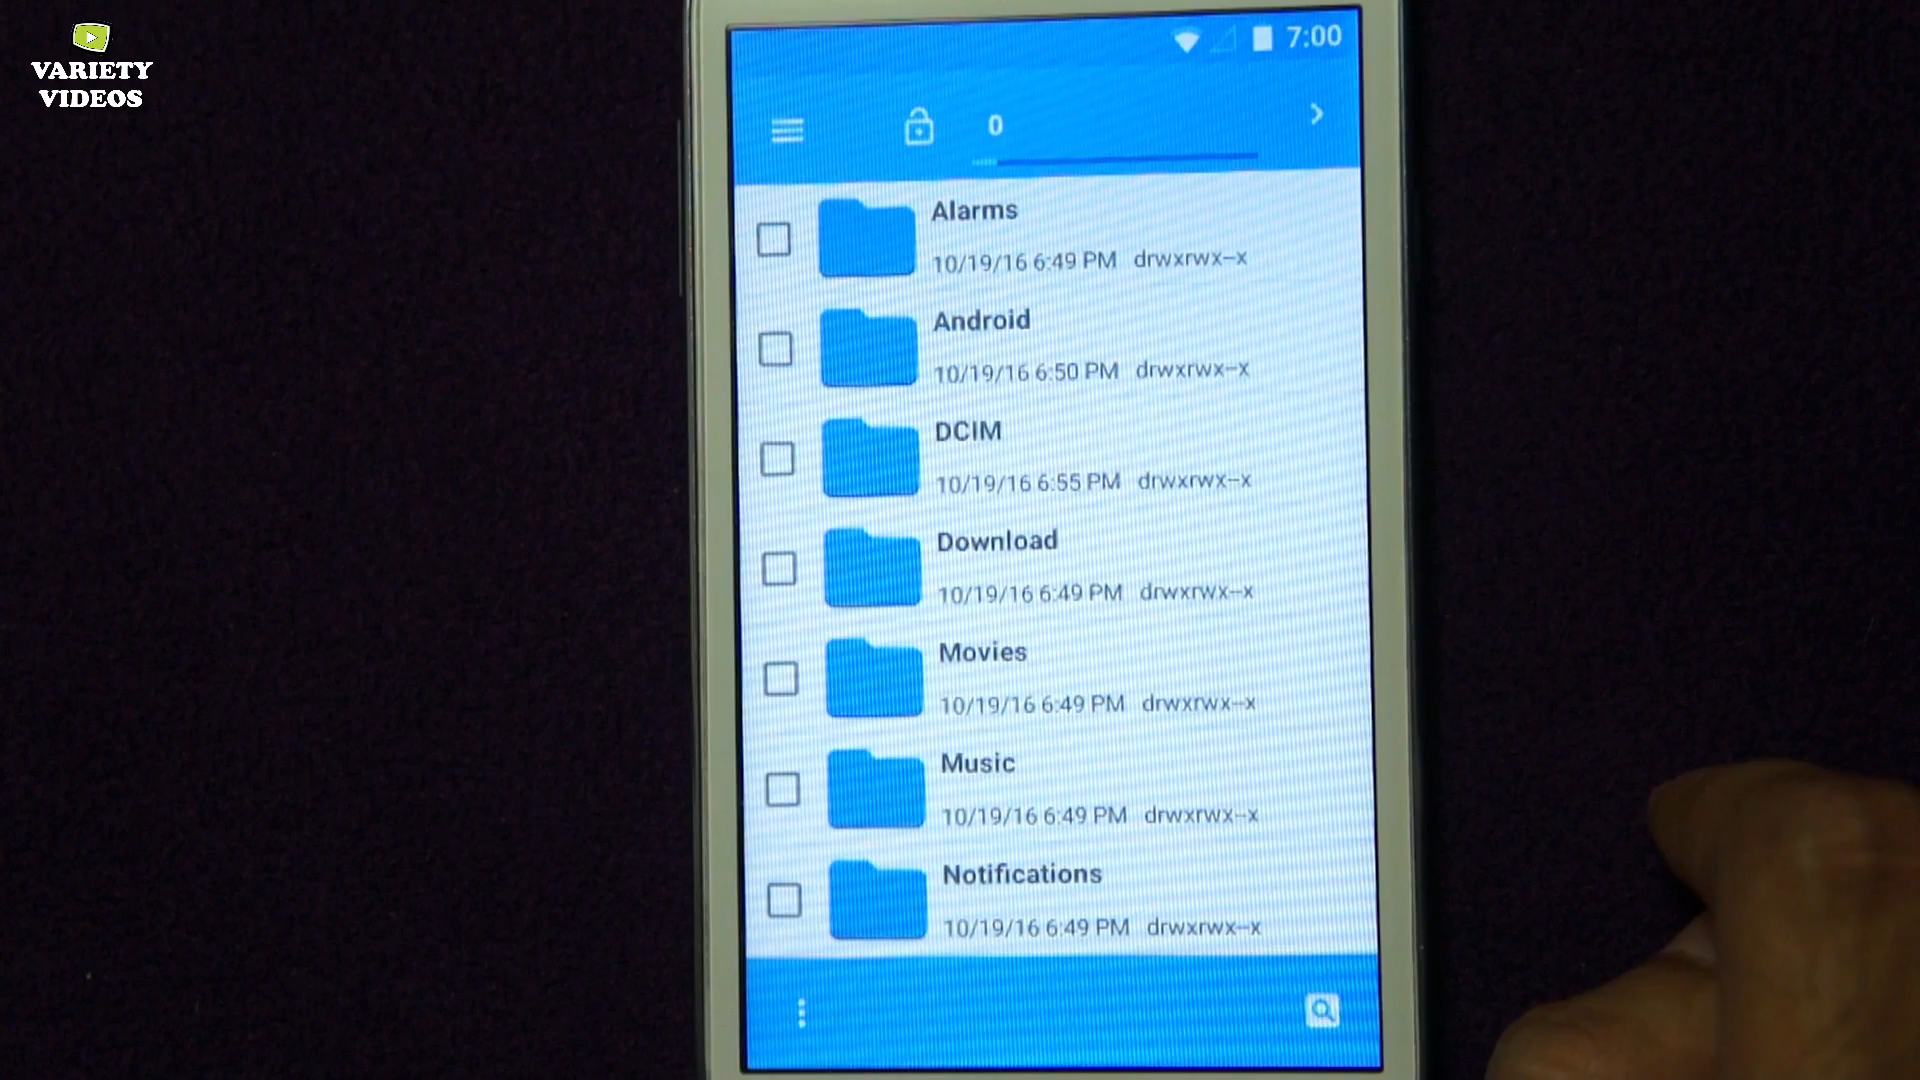 VARIETY
VIDEOS
7:00
0
Alarms
10/19/16 6:49 PM drwxrwx--x
Android
10/19/16 6:50 PM drwxrwx--x
DCIM
10/19/16 6:55 PM drwxrwx--x
Download
10/19/16 6:49 PM drwxrwx--x
Movies
10/19/16 6:49 PM drwxrwx--x
Music
10/19/16 6:49 PM drwxrwx--x
Notifications
10/19/16 6:49 PM drwxrwx--x